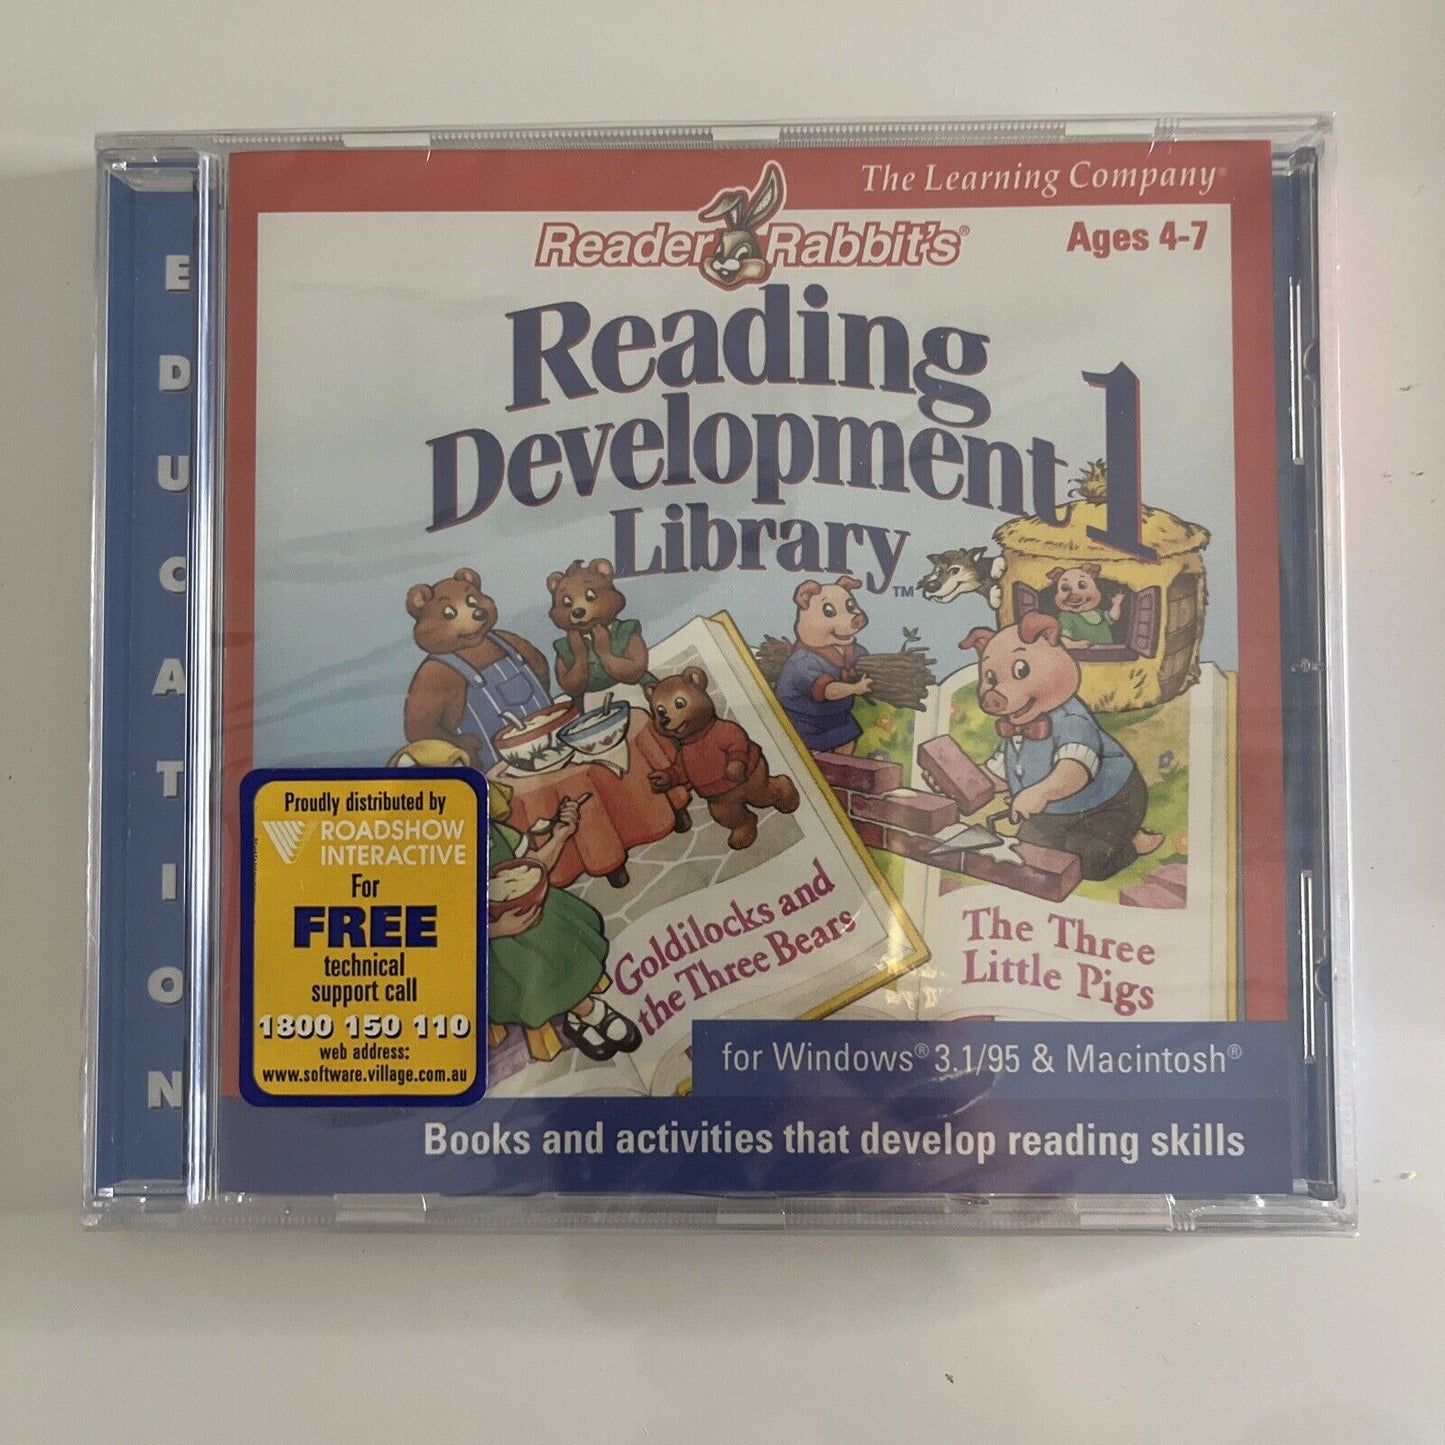 EDUCATION
The Learning Company®
Reader Rabbit's®
Ages 4-7
Reading
Development 1
Library™
Goldilocks and
the Three Bears
The Three
Little Pigs
Proudly distributed by
ROADSHOW
INTERACTIVE
For
FREE
technical
support call
1800 150 110
web address:
www.software.village.com.au
for Windows® 3.1/95 & Macintosh®
Books and activities that develop reading skills